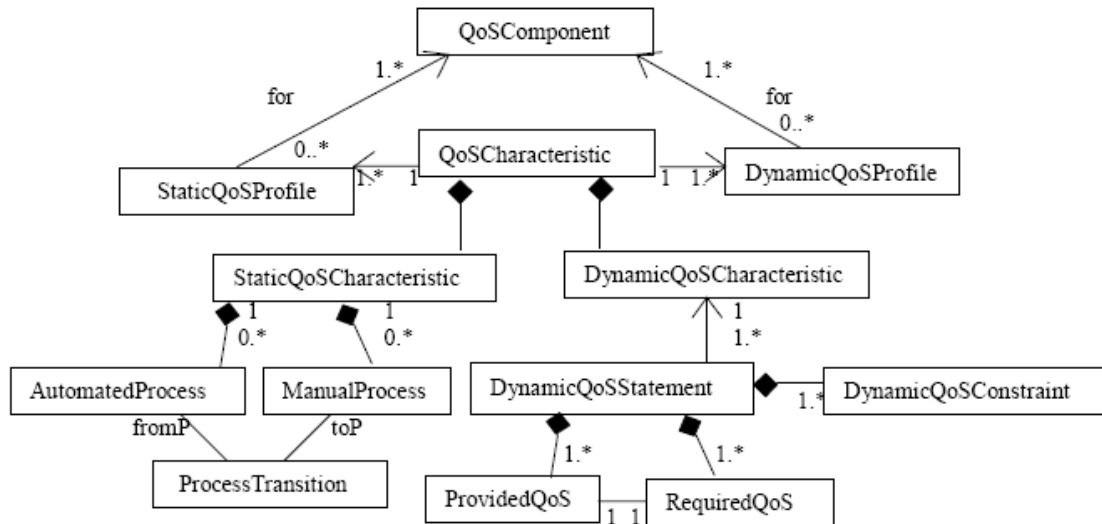 QoSComponent
1.* 1.*
for for
0..* 0..*
QoSCharacteristic
StaticQoSProfile 1.* 1 1 1.* DynamicQoSProfile
StaticQoSCharacteristic DynamicQoSCharacteristic
1 1 1
0.* 0.* 1.*
AutomatedProcess ManualProcess DynamicQoSStatement DynamicQoSConstraint
1.*
fromP toP
1.* 1.*
ProcessTransition ProvidedQoS RequiredQoS
1 1